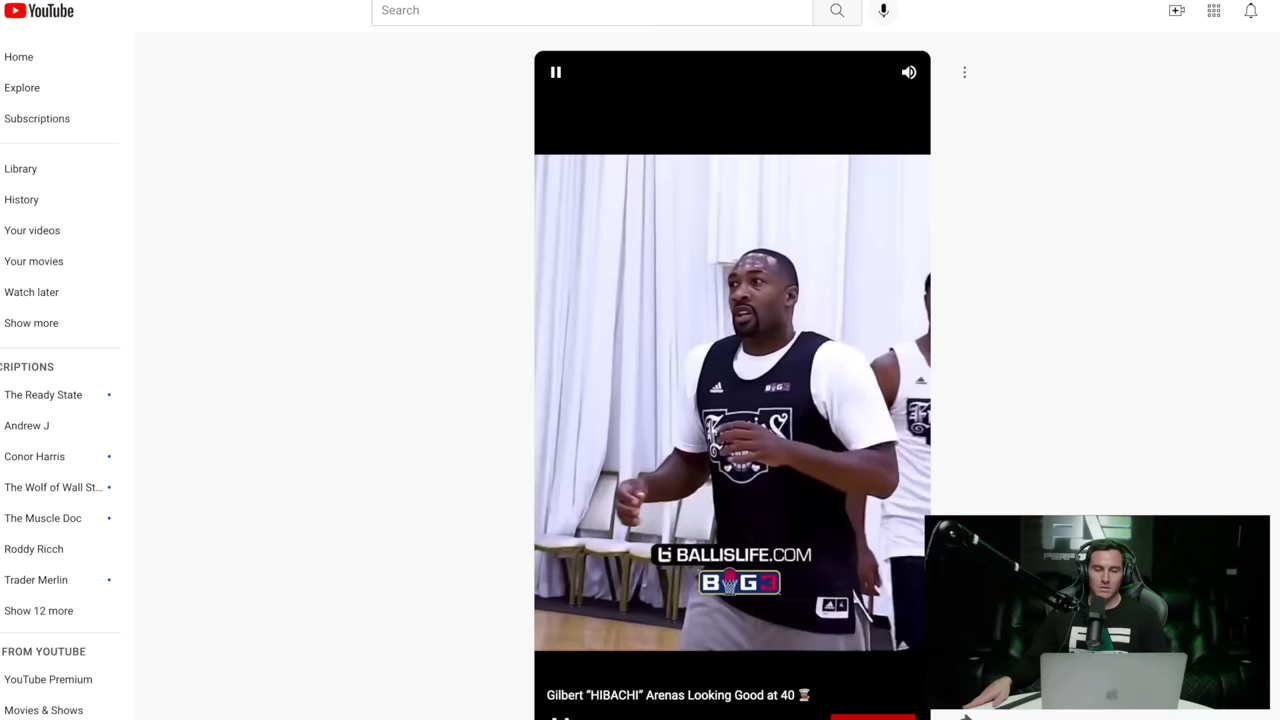 YouTube
Search
Home
Explore
Subscriptions
Library
History
Your videos
Your movies
Watch later
Show more
CRIPTIONS
The Ready State
Andrew J
Conor Harris
The Wolf of Wall St...
The Muscle Doc
Roddy Ricch
Trader Merlin
Show 12 more
FROM YOUTUBE
YouTube Premium
Movies & Shows
BIG3
BALLISLIFE.COM
BIG3
Gilbert "HIBACHI" Arenas Looking Good at 40